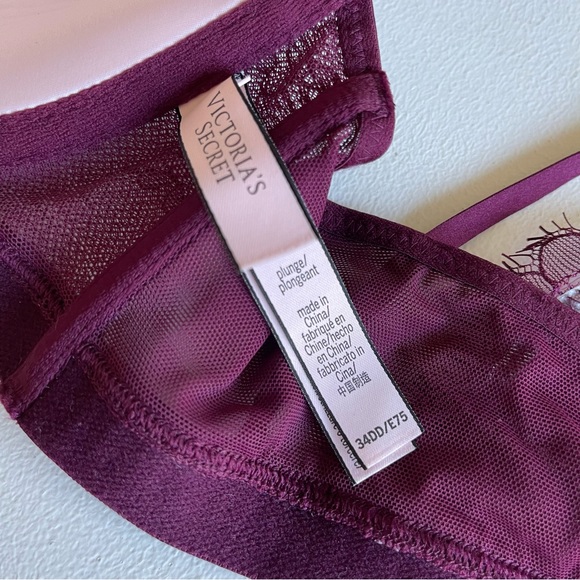 VICTORIA'S
SECRET
plunge/
plongeant
made in
China/
fabriqué en
Chine/hecho
en China/
fabbricato in
Cina/
中国制造
34DD/E75